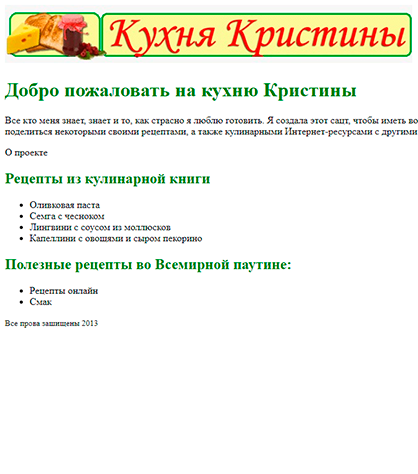 Кухня Кристины
Добро пожаловать на кухню Кристины
Все кто меня знает, знает и то, как страсно я люблю готовить. Я создала этот сацт, чтобы иметь во
поделиться некоторыми своими рецептами, а также кулинарными Интернет-ресурсами с другими
О проекте
Рецепты из кулинарной книги
Оливковая паста
Семга с чесноком
Лингвини с соусом из моллюсков
Капеллини с овощями и сыром пекорино
Полезные рецепты во Всемирной паутине:
Рецепты онлайн
Смак
Все прова зашищены 2013